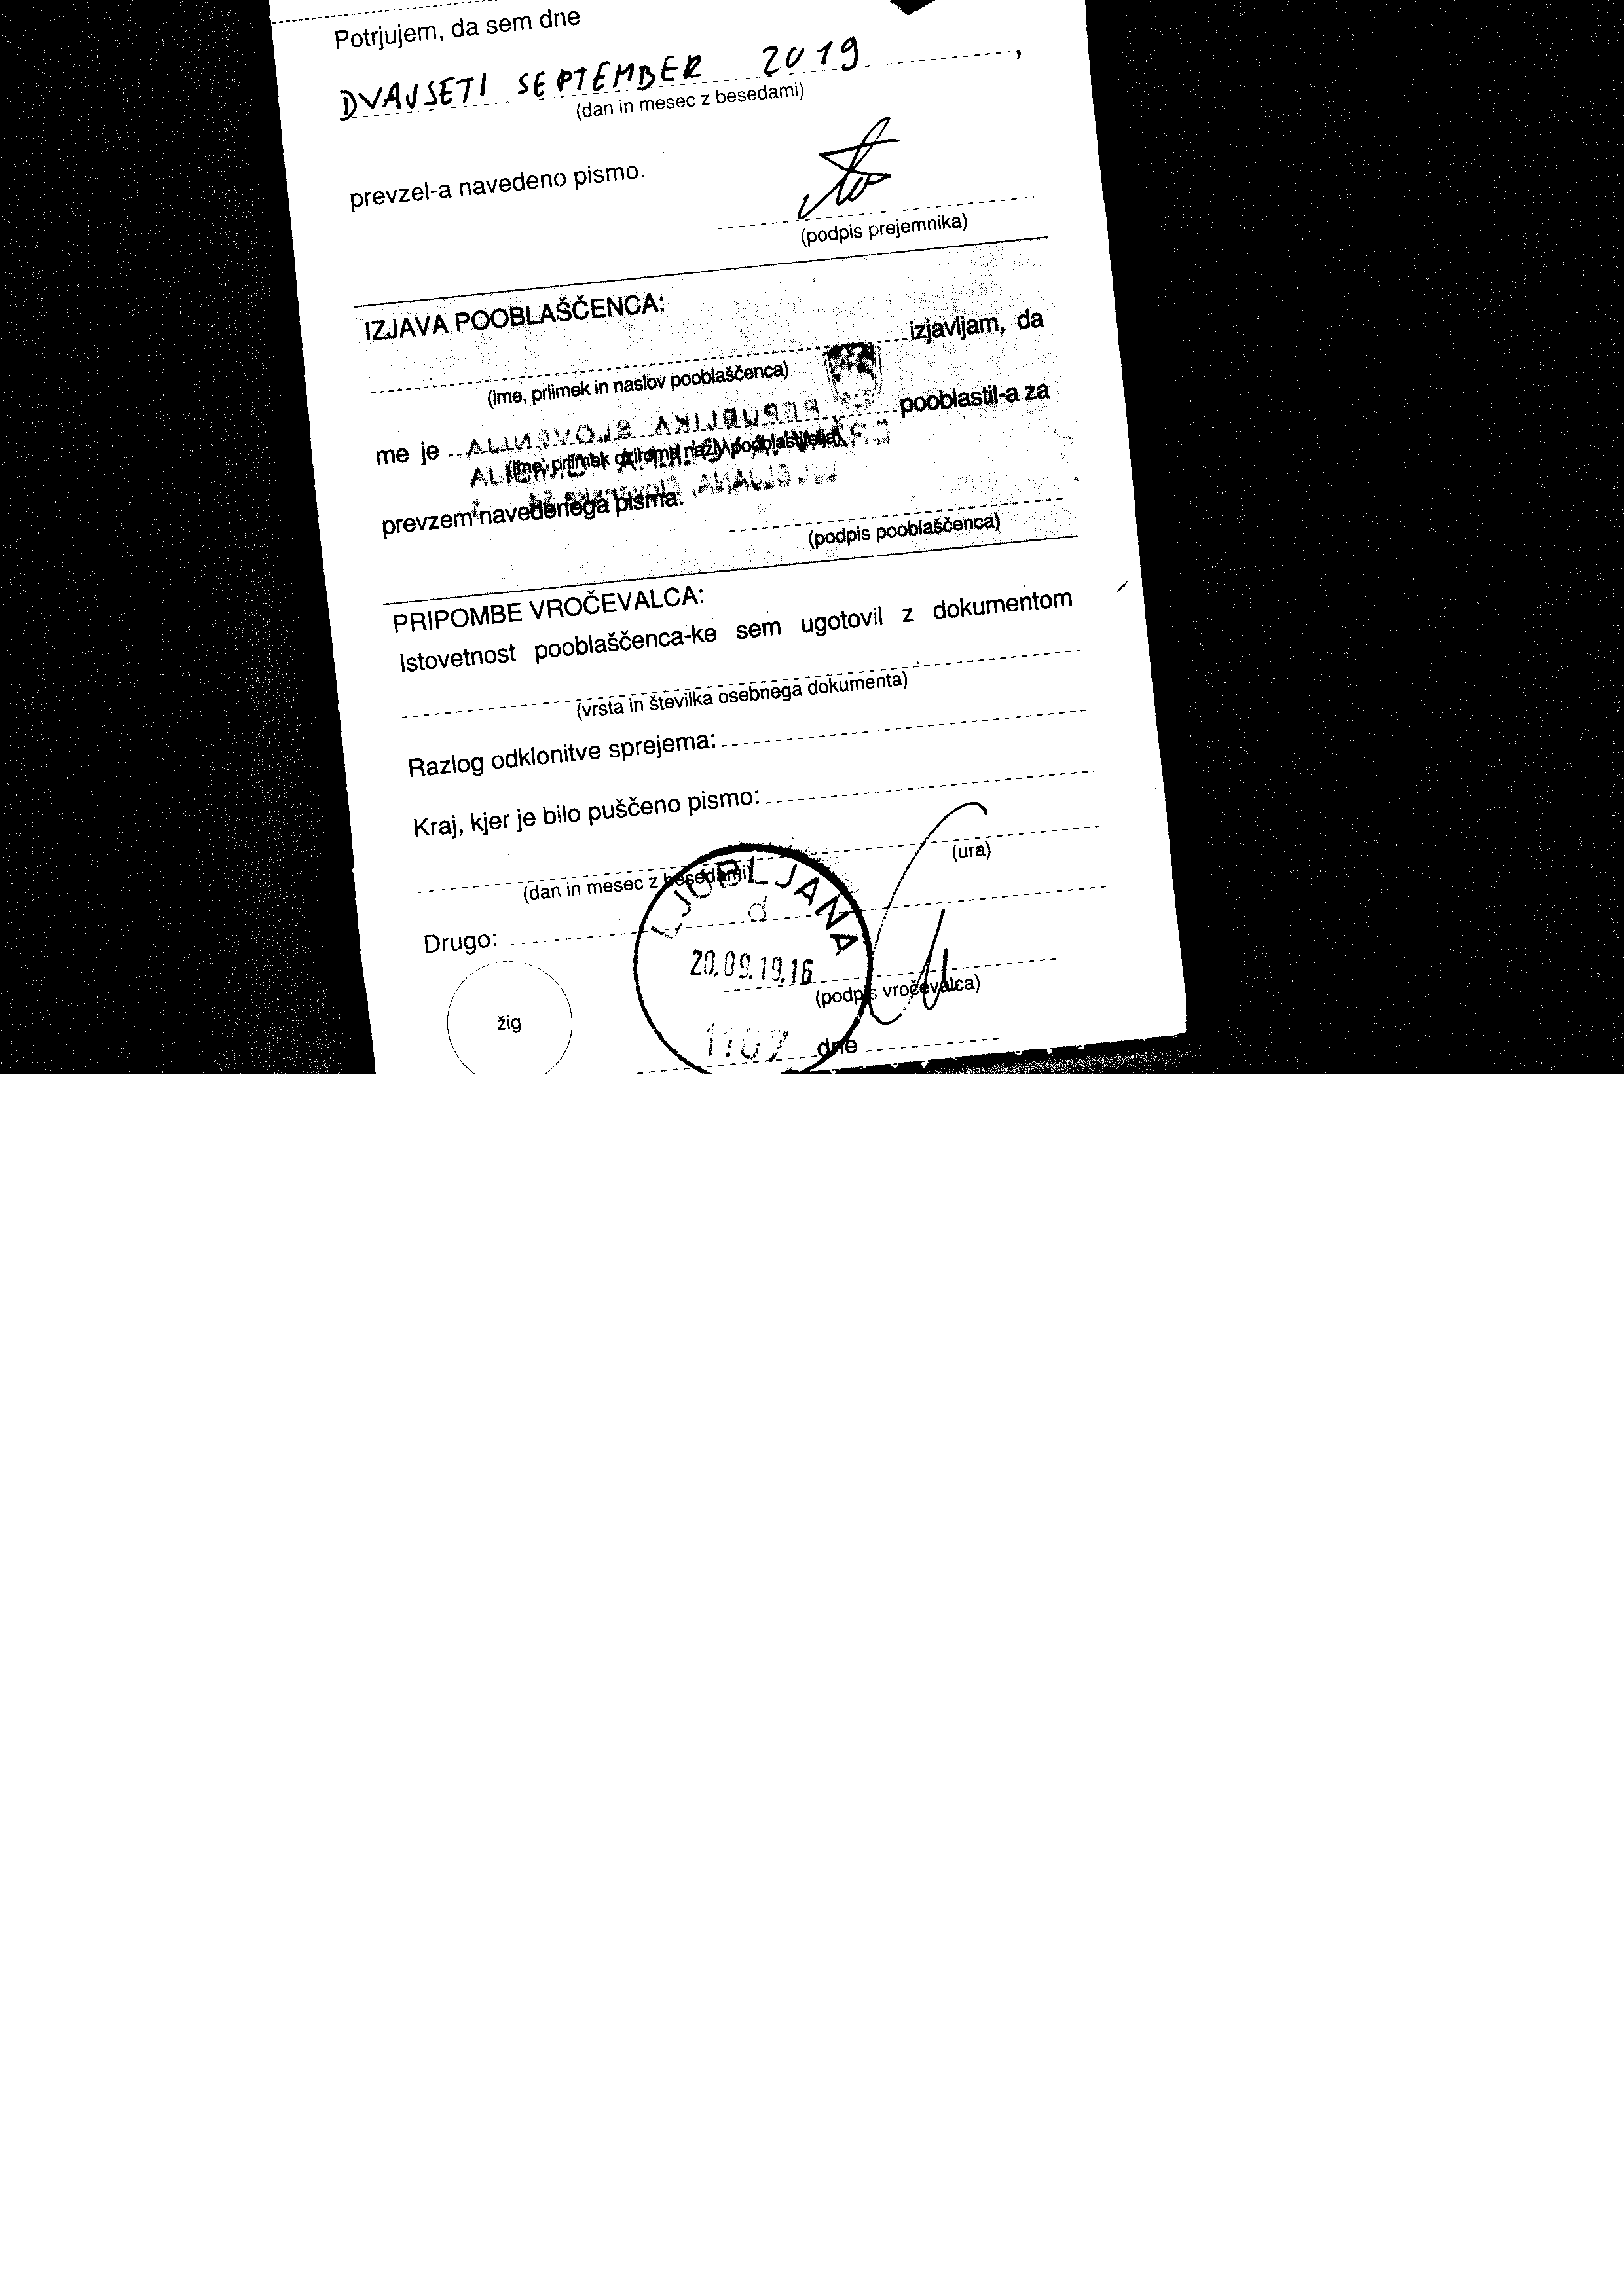 Potrjujem, da sem dne
DVAJSETI SEPTEMBER 2019 ,
(dan in mesec z besedami)
prevzel-a navedeno pismo.
(podpis prejemnika)
IZJAVA POOBLAŠČENCA:
izjavljam, da
(ime, priimek in naslov pooblaščenca)
me je pooblastil-a za
REPUBLIKA SLOVENIJA
(ime, priimek oziroma naziv pooblastitelja)
prevzem navedenega pisma.
(podpis pooblaščenca)
PRIPOMBE VROČEVALCA:
Istovetnost pooblaščenca-ke sem ugotovil z dokumentom
(vrsta in številka osebnega dokumenta)
Razlog odklonitve sprejema:
Kraj, kjer je bilo puščeno pismo:
(ura)
(dan in mesec z besedami)
Drugo:
LJUBLJANA
20.09.19.16
(podpis vročevalca)
žig
1107
dne